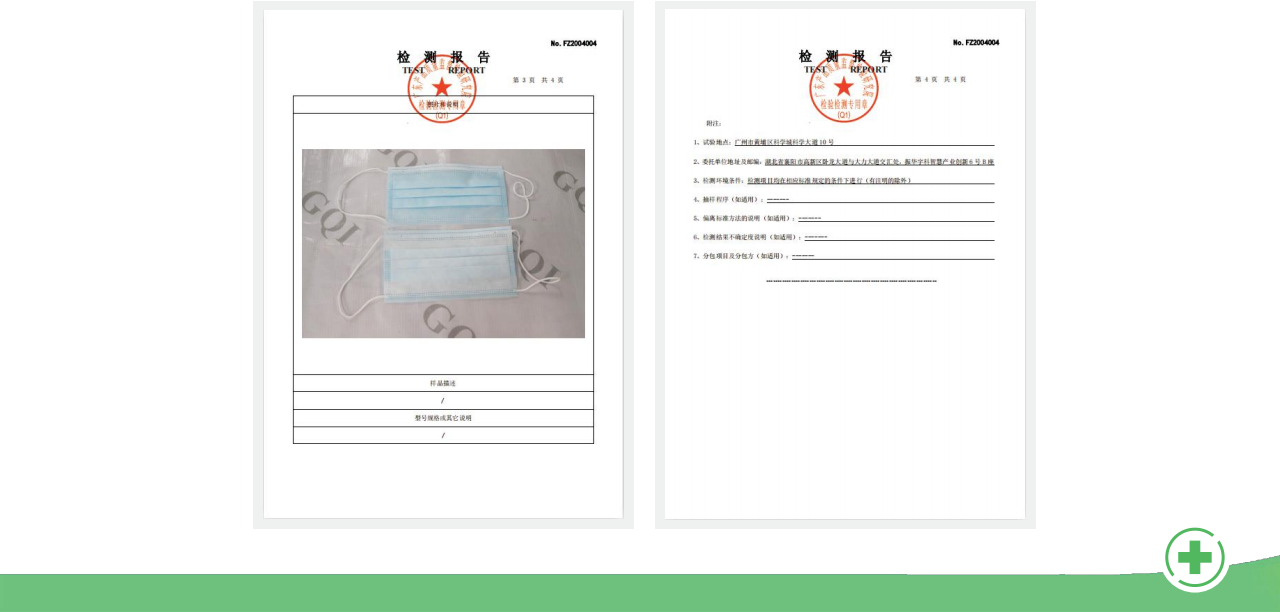 No. FZ2004004
检 测 报 告
TEST REPORT
第 3 页 共 4 页
检验检测专用章
(Q1)
GQI
GQI
GQI
样品描述
/
型号规格或其它说明
/
No. FZ2004004
检 测 报 告
TEST REPORT
第 4 页 共 4 页
检验检测专用章
(Q1)
附注:
1、试验地点: 广州市黄埔区科学城科学大道 10 号
2、委托单位地址及邮编: 湖北省襄阳市高新区卧龙大道与大力大道交汇处, 振华宇科智慧产业创新 6 号 B 座
3、检测环境条件: 检测项目均在相应标准规定的条件下进行(有注明的除外)
4、抽样程序(如适用): -------
5、偏离标准方法的说明(如适用): -------
6、检测结果不确定度说明(如适用): -------
7、分包项目及分包方(如适用): -------